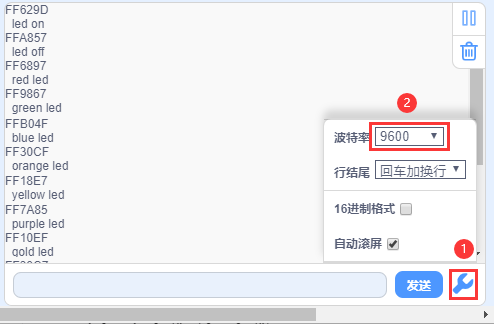 FF629D
led on
FFA857
led off
FF6897
red led
FF9867
green led
FFB04F
blue led
FF30CF
orange led
FF18E7
yellow led
FF7A85
purple led
FF10EF
gold led
2
波特率 9600
行结尾 回车加换行
16进制格式
自动滚屏
1
发送